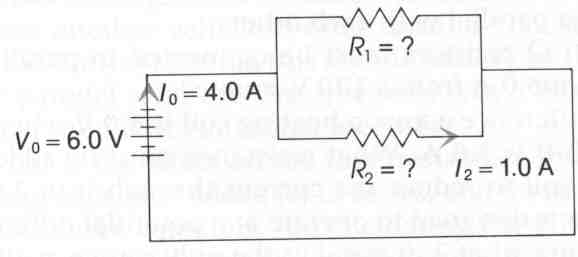 R₁ = ?
I₀ = 4.0 A
V₀ = 6.0 V
R₂ = ?
I₂ = 1.0 A